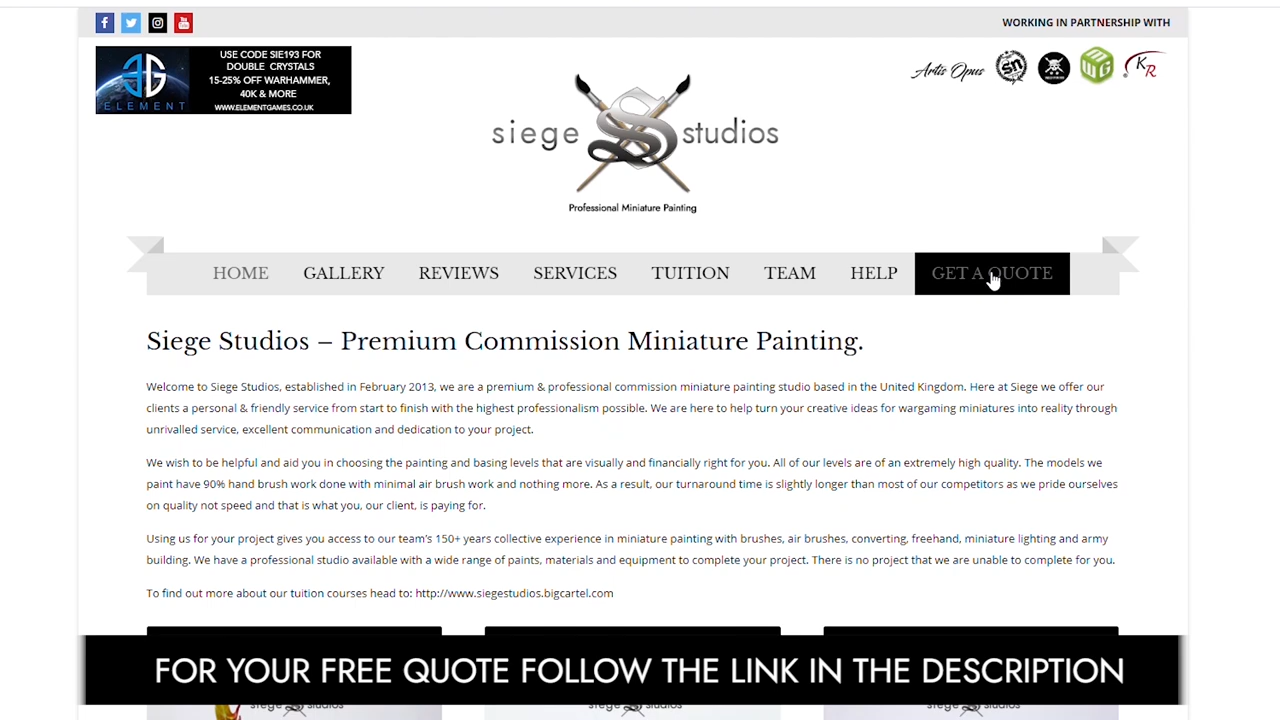 WORKING IN PARTNERSHIP WITH
USE CODE SIE193 FOR
DOUBLE CRYSTALS
15-25% OFF WARHAMMER,
40K & MORE
WWW.ELEMENTGAMES.CO.UK
ELEMENT
Artis Opus
sn
WG
KR
siege S studios
Professional Miniature Painting
HOME GALLERY REVIEWS SERVICES TUITION TEAM HELP GET A QUOTE
Siege Studios – Premium Commission Miniature Painting.
Welcome to Siege Studios, established in February 2013, we are a premium & professional commission miniature painting studio based in the United Kingdom. Here at Siege we offer our
clients a personal & friendly service from start to finish with the highest professionalism possible. We are here to help turn your creative ideas for wargaming miniatures into reality through
unrivalled service, excellent communication and dedication to your project.
We wish to be helpful and aid you in choosing the painting and basing levels that are visually and financially right for you. All of our levels are of an extremely high quality. The models we
paint have 90% hand brush work done with minimal air brush work and nothing more. As a result, our turnaround time is slightly longer than most of our competitors as we pride ourselves
on quality not speed and that is what you, our client, is paying for.
Using us for your project gives you access to our team's 150+ years collective experience in miniature painting with brushes, air brushes, converting, freehand, miniature lighting and army
building. We have a professional studio available with a wide range of paints, materials and equipment to complete your project. There is no project that we are unable to complete for you.
To find out more about our tuition courses head to: http://www.siegestudios.bigcartel.com
FOR YOUR FREE QUOTE FOLLOW THE LINK IN THE DESCRIPTION